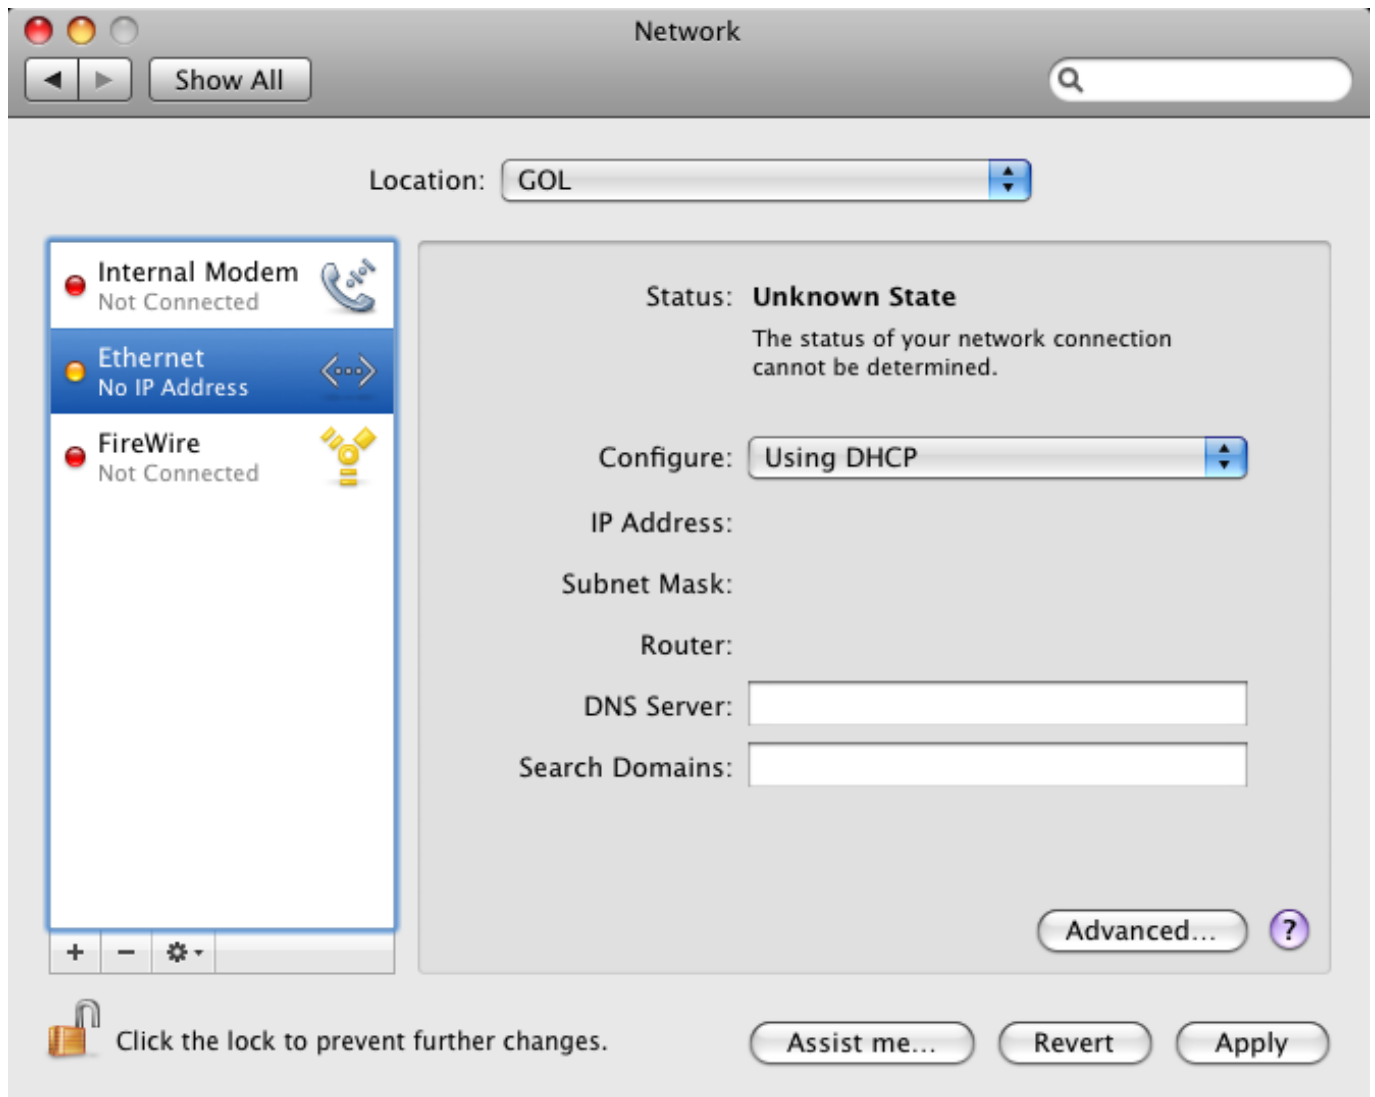 Network
Show All
Location: GOL
Internal Modem
Not Connected
Ethernet
No IP Address
FireWire
Not Connected
Status: Unknown State
The status of your network connection
cannot be determined.
Configure: Using DHCP
IP Address:
Subnet Mask:
Router:
DNS Server:
Search Domains:
Advanced...
?
Click the lock to prevent further changes.
Assist me...
Revert
Apply